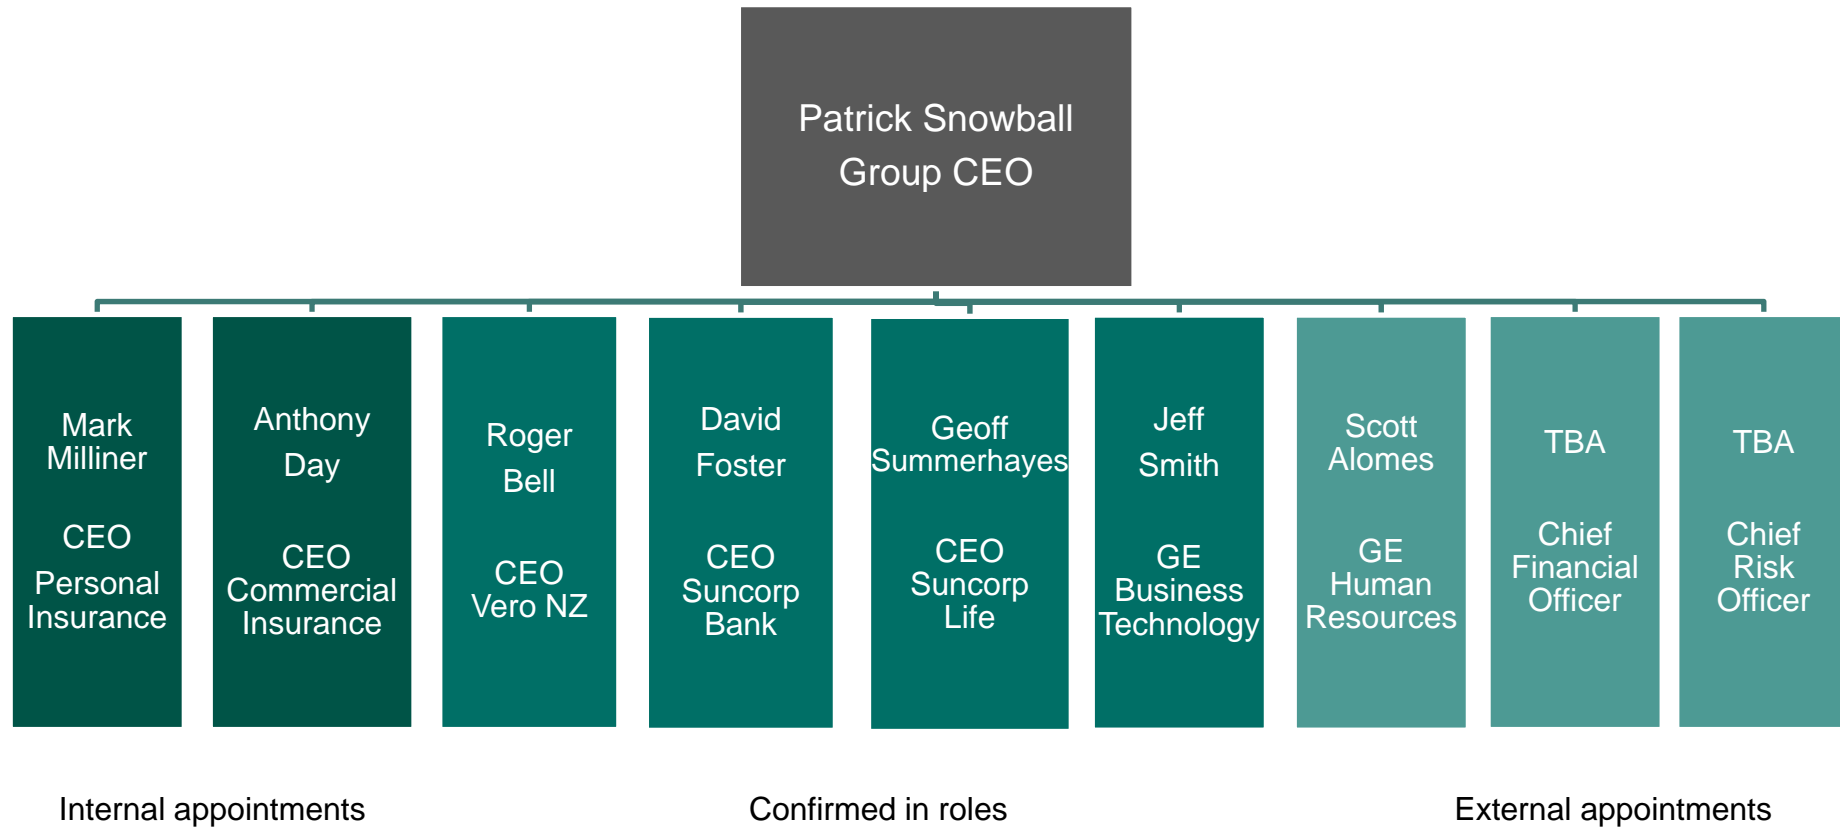 Patrick Snowball
Group CEO
Mark
Milliner
CEO
Personal
Insurance
Anthony
Day
CEO
Commercial
Insurance
Roger
Bell
CEO
Vero NZ
David
Foster
CEO
Suncorp
Bank
Geoff
Summerhayes
CEO
Suncorp
Life
Jeff
Smith
GE
Business
Technology
Scott
Alomes
GE
Human
Resources
TBA
Chief
Financial
Officer
TBA
Chief
Risk
Officer
Internal appointments
Confirmed in roles
External appointments